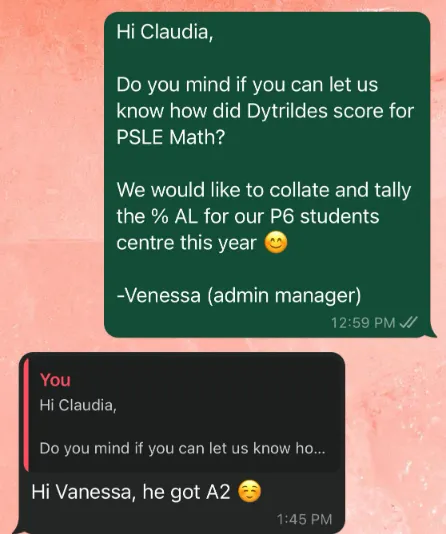 Hi Claudia,
Do you mind if you can let us
know how did Dytrildes score for
PSLE Math?
We would like to collate and tally
the % AL for our P6 students
centre this year 😊
-Venessa (admin manager)
12:59 PM
You
Hi Claudia,
Do you mind if you can let us know ho...
Hi Vanessa, he got A2 ☺️
1:45 PM